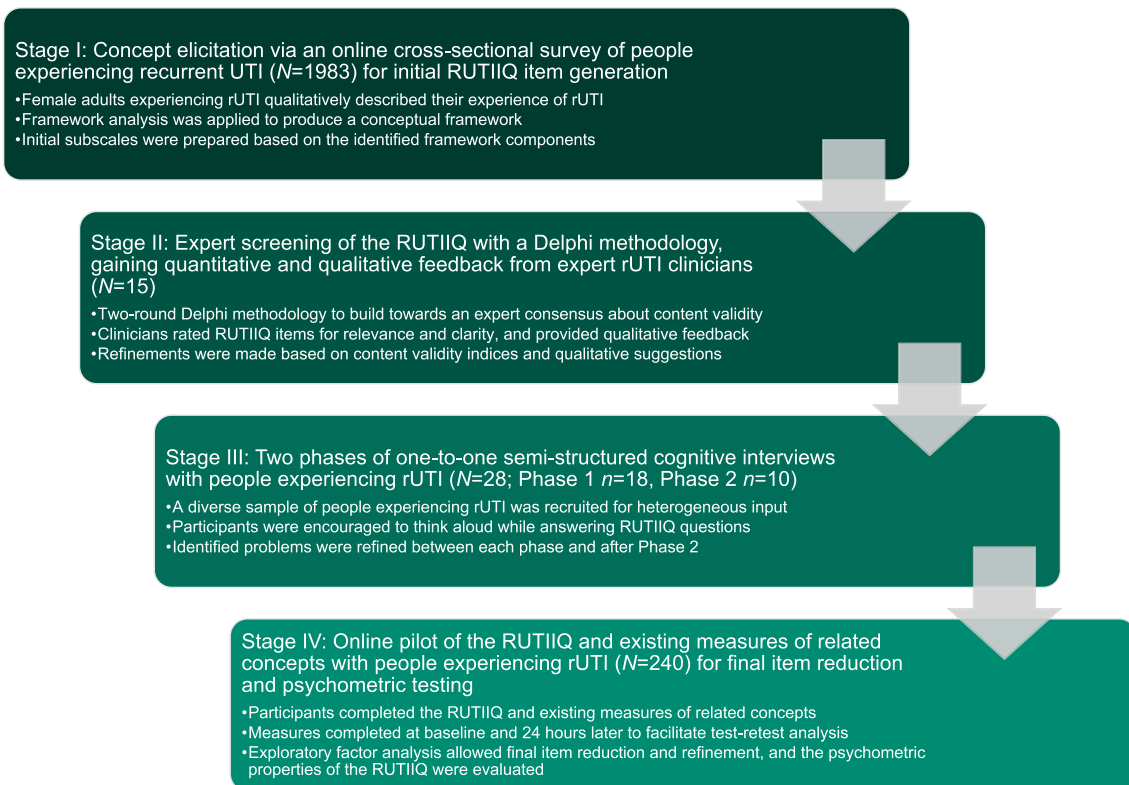 Stage I: Concept elicitation via an online cross-sectional survey of people
experiencing recurrent UTI (N=1983) for initial RUTIIQ item generation
•Female adults experiencing rUTI qualitatively described their experience of rUTI
•Framework analysis was applied to produce a conceptual framework
•Initial subscales were prepared based on the identified framework components
Stage II: Expert screening of the RUTIIQ with a Delphi methodology,
gaining quantitative and qualitative feedback from expert rUTI clinicians
(N=15)
•Two-round Delphi methodology to build towards an expert consensus about content validity
•Clinicians rated RUTIIQ items for relevance and clarity, and provided qualitative feedback
•Refinements were made based on content validity indices and qualitative suggestions
Stage III: Two phases of one-to-one semi-structured cognitive interviews
with people experiencing rUTI (N=28; Phase 1 n=18, Phase 2 n=10)
•A diverse sample of people experiencing rUTI was recruited for heterogeneous input
•Participants were encouraged to think aloud while answering RUTIIQ questions
•Identified problems were refined between each phase and after Phase 2
Stage IV: Online pilot of the RUTIIQ and existing measures of related
concepts with people experiencing rUTI (N=240) for final item reduction
and psychometric testing
•Participants completed the RUTIIQ and existing measures of related concepts
•Measures completed at baseline and 24 hours later to facilitate test-retest analysis
•Exploratory factor analysis allowed final item reduction and refinement, and the psychometric
properties of the RUTIIQ were evaluated